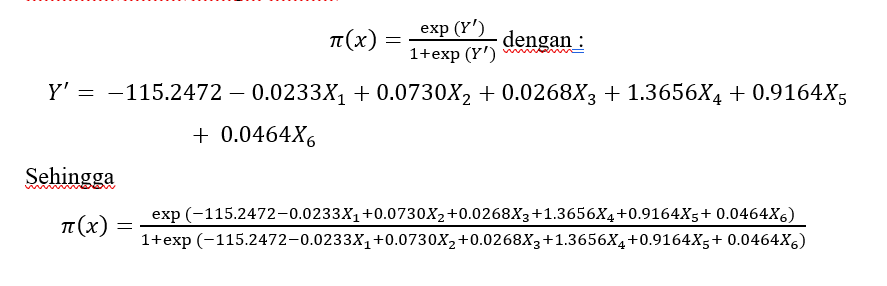 π(x) = exp (Y′) / 1+exp (Y′) dengan :
Y′ = −115.2472 − 0.0233X₁ + 0.0730X₂ + 0.0268X₃ + 1.3656X₄ + 0.9164X₅
+ 0.0464X₆
Sehingga
π(x) = exp (−115.2472−0.0233X₁+0.0730X₂+0.0268X₃+1.3656X₄+0.9164X₅+ 0.0464X₆) / 1+exp (−115.2472−0.0233X₁+0.0730X₂+0.0268X₃+1.3656X₄+0.9164X₅+ 0.0464X₆)